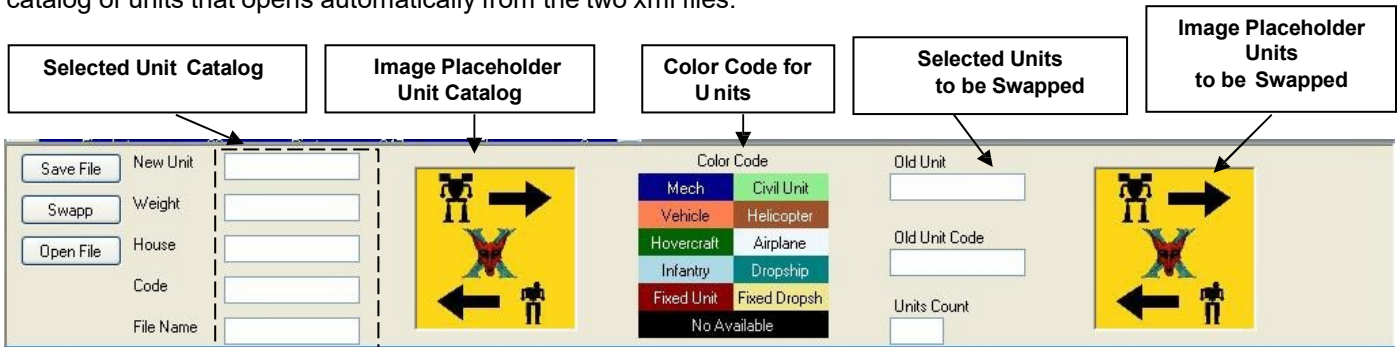 catalog of units that opens automatically from the two xml files.
Selected Unit Catalog
Image Placeholder
Unit Catalog
Color Code for
Units
Selected Units
to be Swapped
Image Placeholder
Units
to be Swapped
Save File
New Unit
Swapp
Weight
Open File
House
Code
File Name
Color Code
Mech
Civil Unit
Vehicle
Helicopter
Hovercraft
Airplane
Infantry
Dropship
Fixed Unit
Fixed Dropsh
No Available
Old Unit
Old Unit Code
Units Count